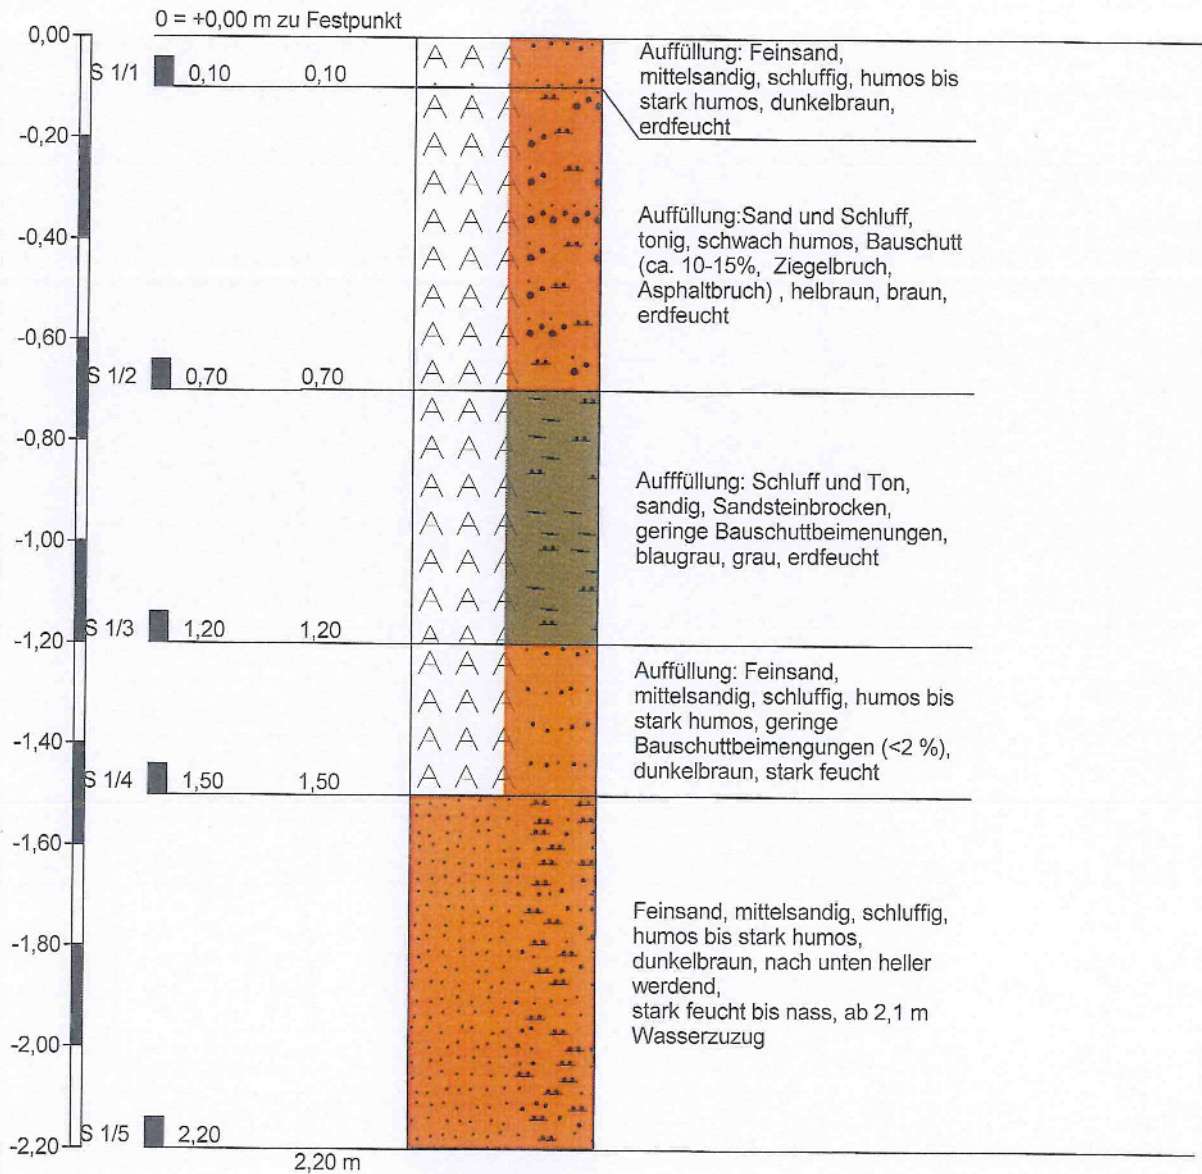 0 = +0,00 m zu Festpunkt
0,00
S 1/1 0,10 0,10
Auffüllung: Feinsand,
mittelsandig, schluffig, humos bis
stark humos, dunkelbraun,
erdfeucht
-0,20
Auffüllung:Sand und Schluff,
tonig, schwach humos, Bauschutt
(ca. 10-15%, Ziegelbruch,
Asphaltbruch) , helbraun, braun,
erdfeucht
-0,40
-0,60
S 1/2 0,70 0,70
-0,80
Aufffüllung: Schluff und Ton,
sandig, Sandsteinbrocken,
geringe Bauschuttbeimenungen,
blaugrau, grau, erdfeucht
-1,00
S 1/3 1,20 1,20
-1,20
Auffüllung: Feinsand,
mittelsandig, schluffig, humos bis
stark humos, geringe
Bauschuttbeimengungen (<2 %),
dunkelbraun, stark feucht
-1,40
S 1/4 1,50 1,50
-1,60
Feinsand, mittelsandig, schluffig,
humos bis stark humos,
dunkelbraun, nach unten heller
werdend,
stark feucht bis nass, ab 2,1 m
Wasserzuzug
-1,80
-2,00
S 1/5 2,20
-2,20
2,20 m